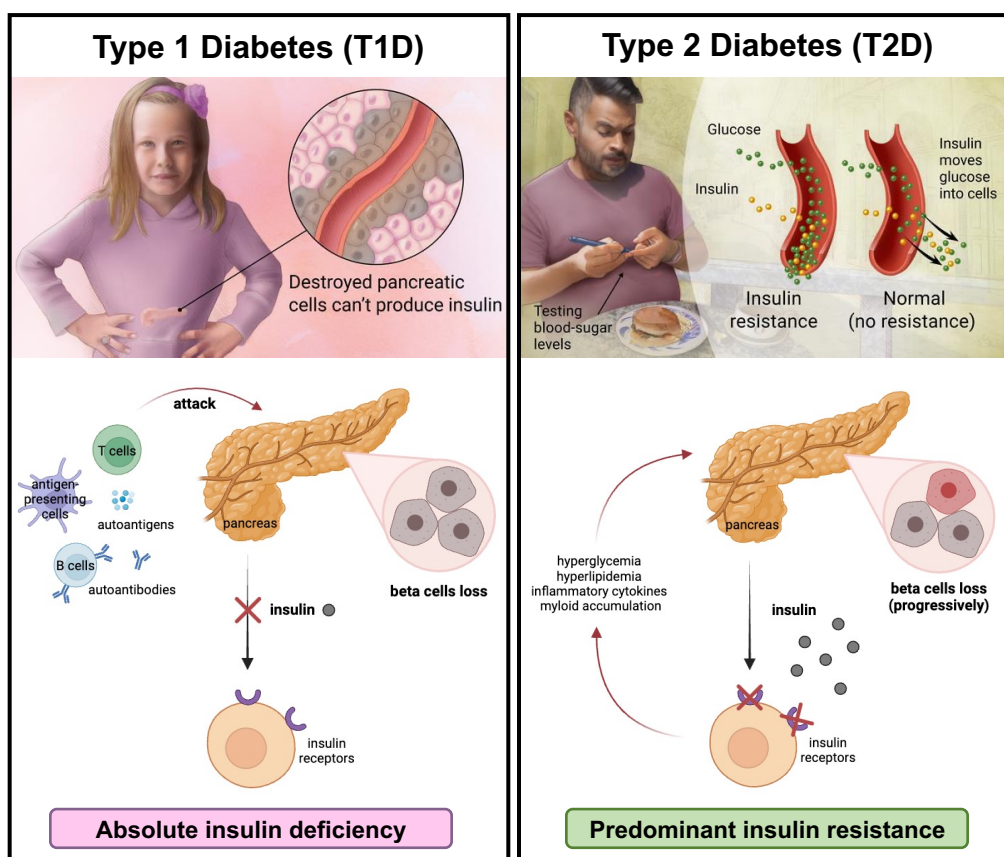 Type 1 Diabetes (T1D)
Destroyed pancreatic
cells can't produce insulin
attack
T cells
antigen-
presenting
cells
autoantigens
B cells
autoantibodies
pancreas
beta cells loss
insulin
insulin
receptors
Absolute insulin deficiency
Type 2 Diabetes (T2D)
Glucose
Insulin
Insulin
moves
glucose
into cells
Testing
blood-sugar
levels
Insulin
resistance
Normal
(no resistance)
pancreas
hyperglycemia
hyperlipidemia
inflammatory cytokines
myloid accumulation
beta cells loss
(progressively)
insulin
insulin
receptors
Predominant insulin resistance